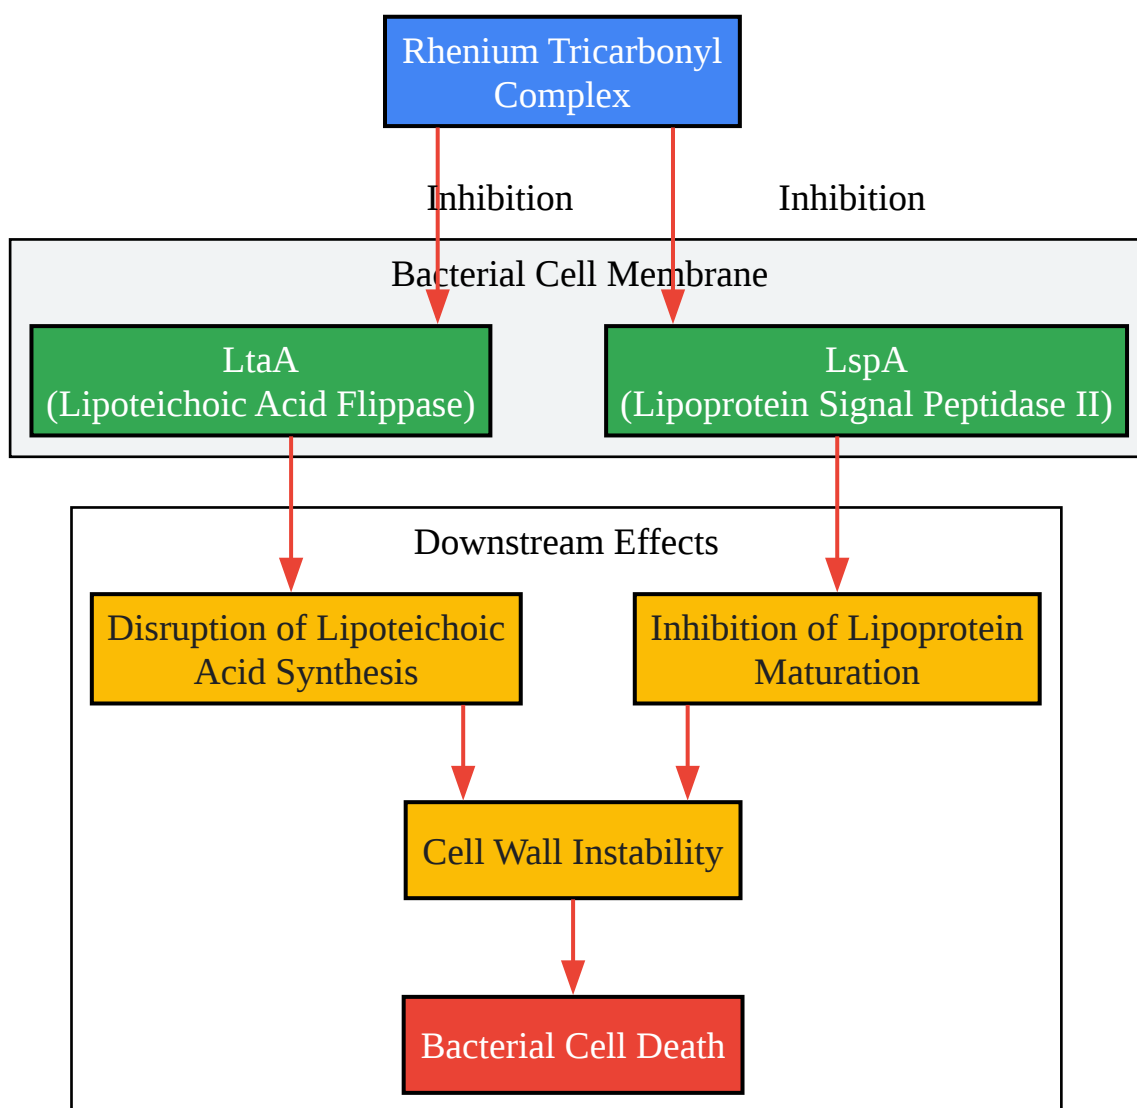 Rhenium Tricarbonyl
Complex
Inhibition
Inhibition
Bacterial Cell Membrane
LtaA
(Lipoteichoic Acid Flippase)
LspA
(Lipoprotein Signal Peptidase II)
Downstream Effects
Disruption of Lipoteichoic
Acid Synthesis
Inhibition of Lipoprotein
Maturation
Cell Wall Instability
Bacterial Cell Death